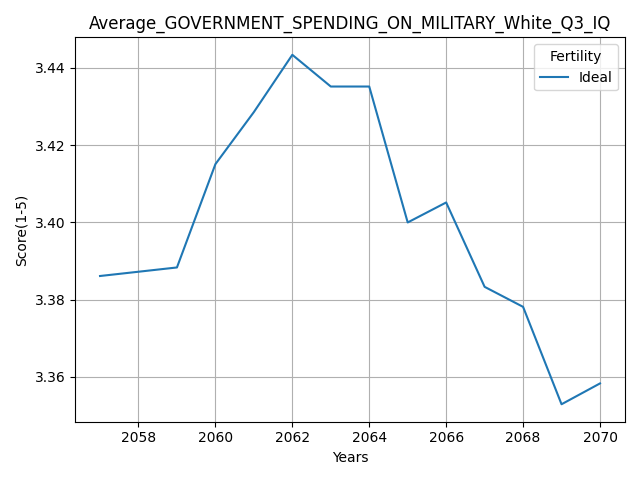 Average_GOVERNMENT_SPENDING_ON_MILITARY_White_Q3_IQ
Fertility
Ideal
Score(1-5)
3.44
3.42
3.40
3.38
3.36
2058 2060 2062 2064 2066 2068 2070
Years